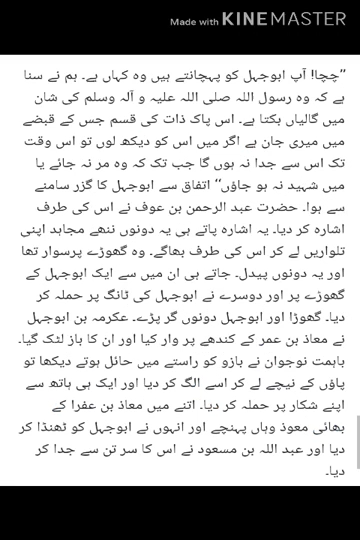 Made with KINEMASTER
”چچا! آپ ابوجہل کو پہچانتے ہیں وہ کہاں ہے۔ ہم نے سنا
ہے کہ وہ رسول اللہ صلی اللہ علیہ و آلہ وسلم کی شان
میں گالیاں بکتا ہے۔ اس پاک ذات کی قسم جس کے قبضے
میں میری جان ہے اگر میں اس کو دیکھ لوں تو اس وقت
تک اس سے جدا نہ ہوں گا جب تک کہ وہ مر نہ جائے یا
میں شہید نہ ہو جاؤں“ اتفاق سے ابوجہل کا گزر سامنے
سے ہوا۔ حضرت عبد الرحمن بن عوف نے اس کی طرف
اشارہ کر دیا۔ یہ اشارہ پاتے ہی یہ دونوں ننھے مجاہد اپنی
تلواریں لے کر اس کی طرف بھاگے۔ وہ گھوڑے پرسوار تھا
اور یہ دونوں پیدل۔ جاتے ہی ان میں سے ایک ابوجہل کے
گھوڑے پر اور دوسرے نے ابوجہل کی ٹانگ پر حملہ کر
دیا۔ گھوڑا اور ابوجہل دونوں گر پڑے۔ عکرمہ بن ابوجہل
نے معاذ بن عمر کے کندھے پر وار کیا اور ان کا باز لٹک گیا۔
باہمت نوجوان نے بازو کو راستے میں حائل ہوتے دیکھا تو
پاؤں کے نیچے لے کر اسے الگ کر دیا اور ایک ہی ہاتھ سے
اپنے شکار پر حملہ کر دیا۔ اتنے میں معاذ بن عفرا کے
بھائی معوذ وہاں پہنچے اور انہوں نے ابوجہل کو ٹھنڈا کر
دیا اور عبد اللہ بن مسعود نے اس کا سر تن سے جدا کر
دیا۔